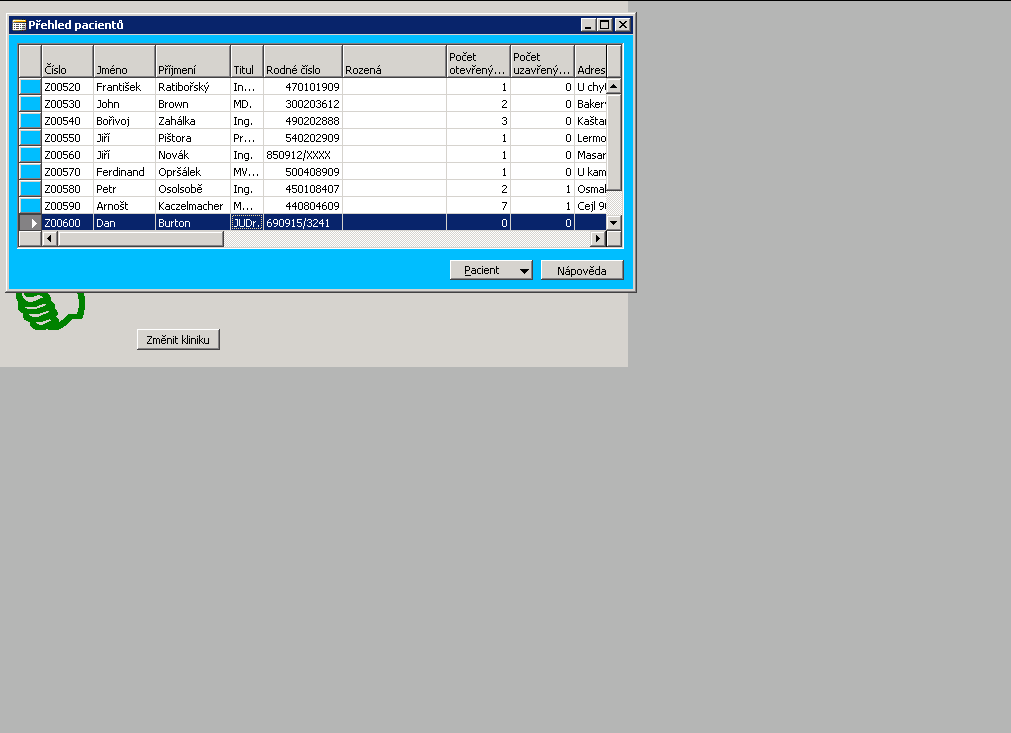 Přehled pacientů
Číslo Jméno Příjmení Titul Rodné číslo Rozená Počet otevřený... Počet uzavřený... Adres
Z00520 František Ratibořský In... 470101909 1 0 U chyl
Z00530 John Brown MD. 300203612 2 0 Baker
Z00540 Bořivoj Zahálka Ing. 490202888 3 0 Kašta
Z00550 Jiří Pištora Pr... 540202909 1 0 Lermo
Z00560 Jiří Novák Ing. 850912/XXXX 1 0 Masar
Z00570 Ferdinand Opršálek MV... 500408909 1 0 U kam
Z00580 Petr Osolsobě Ing. 450108407 2 1 Osmal
Z00590 Arnošt Kaczelmacher M... 440804609 7 1 Cejl 9
Z00600 Dan Burton JUDr. 690915/3241 0 0
Pacient Nápověda
Změnit kliniku